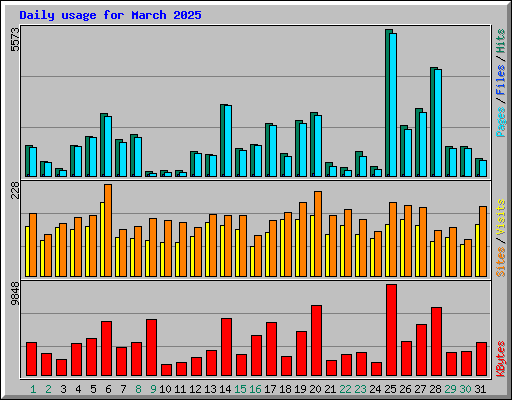 Daily usage for March 2025
5573
Pages / Files / Hits
228
Sites / Visits
9848
KBytes
1 2 3 4 5 6 7 8 9 10 11 12 13 14 15 16 17 18 19 20 21 22 23 24 25 26 27 28 29 30 31